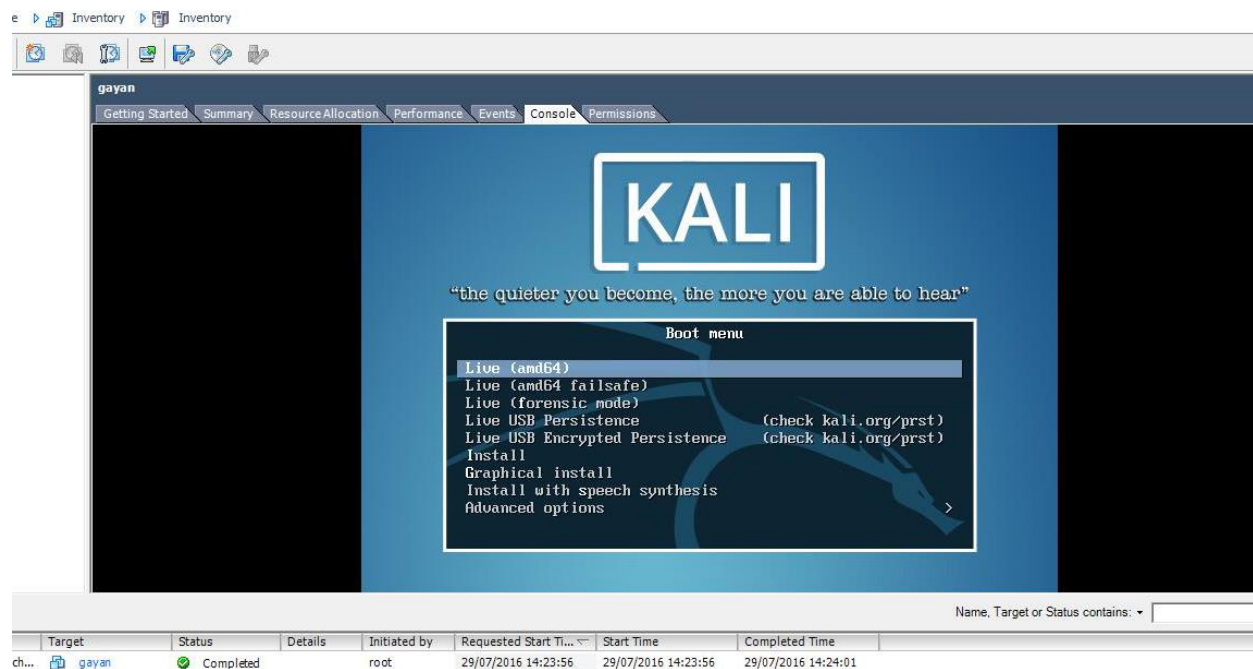 e Inventory Inventory
gayan
Getting Started Summary Resource Allocation Performance Events Console Permissions
KALI
“the quieter you become, the more you are able to hear”
Boot menu
Live (amd64)
Live (amd64 failsafe)
Live (forensic mode)
Live USB Persistence (check kali.org/prst)
Live USB Encrypted Persistence (check kali.org/prst)
Install
Graphical install
Install with speech synthesis
Advanced options >
Name, Target or Status contains:
Target Status Details Initiated by Requested Start Ti... Start Time Completed Time
ch... gayan Completed root 29/07/2016 14:23:56 29/07/2016 14:23:56 29/07/2016 14:24:01